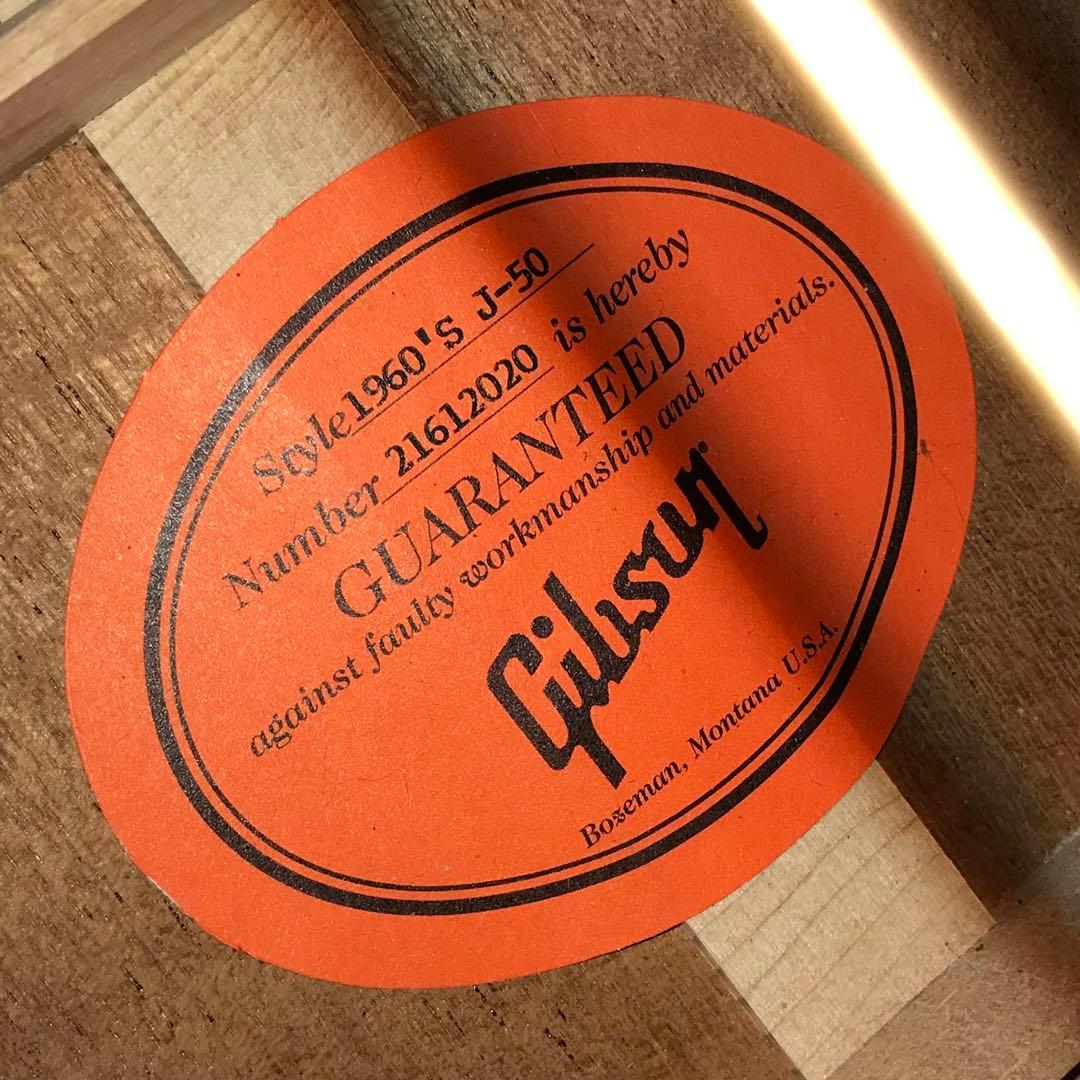 Style 1960's J-50
Number 21612020 is hereby
GUARANTEED
against faulty workmanship and materials.
Gibson
Bozeman, Montana U.S.A.